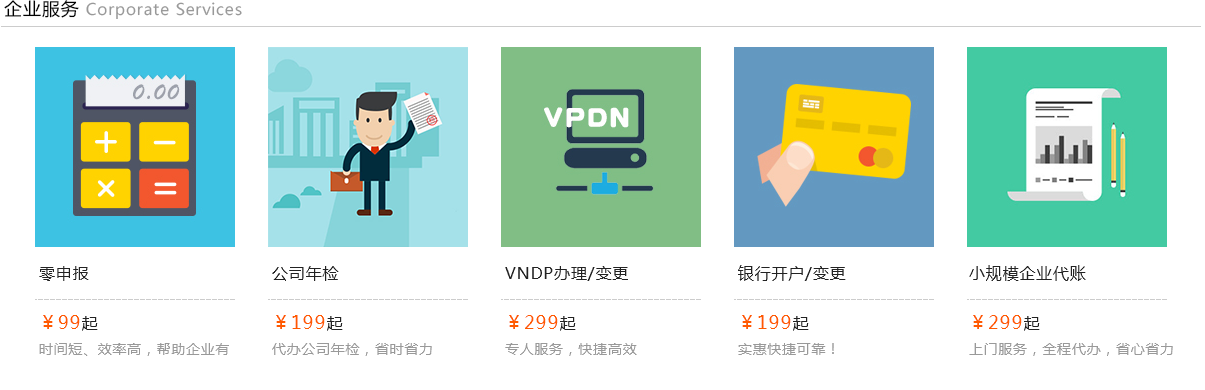 企业服务 Corporate Services
0.00
VPDN
零申报
公司年检
VNDP办理/变更
银行开户/变更
小规模企业代账
￥99起
￥199起
￥299起
￥199起
￥299起
时间短、效率高，帮助企业有
代办公司年检，省时省力
专人服务，快捷高效
实惠快捷可靠！
上门服务，全程代办，省心省力